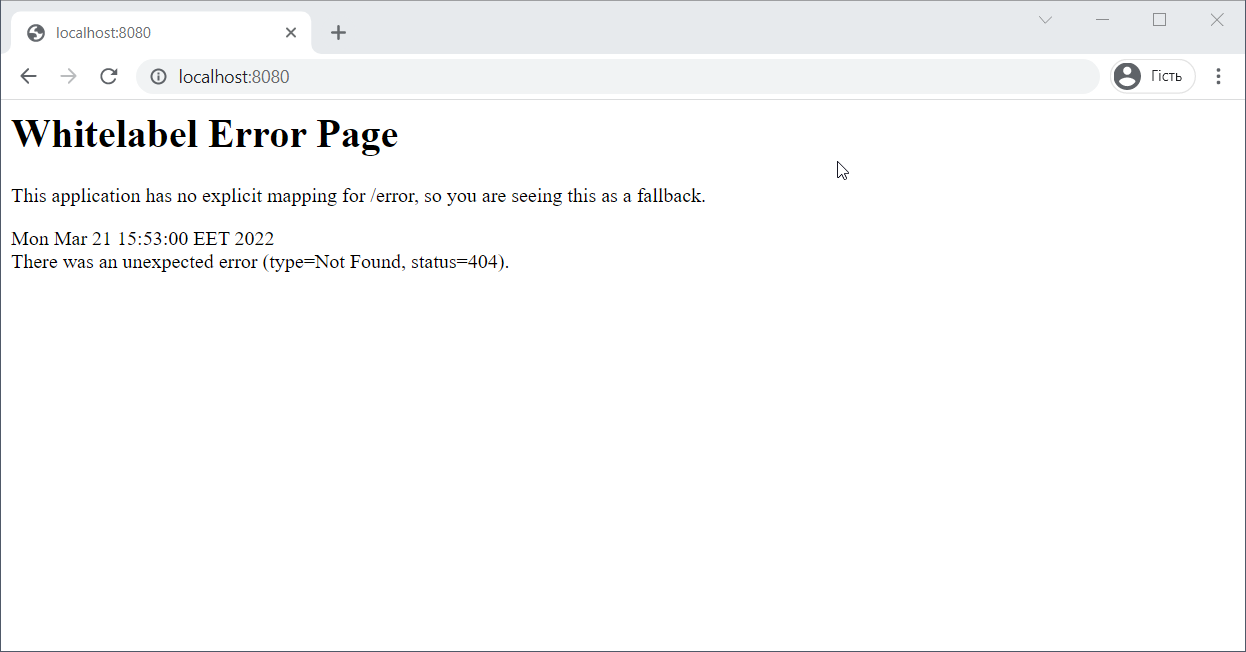 localhost:8080
localhost:8080
Гість
Whitelabel Error Page
This application has no explicit mapping for /error, so you are seeing this as a fallback.
Mon Mar 21 15:53:00 EET 2022
There was an unexpected error (type=Not Found, status=404).